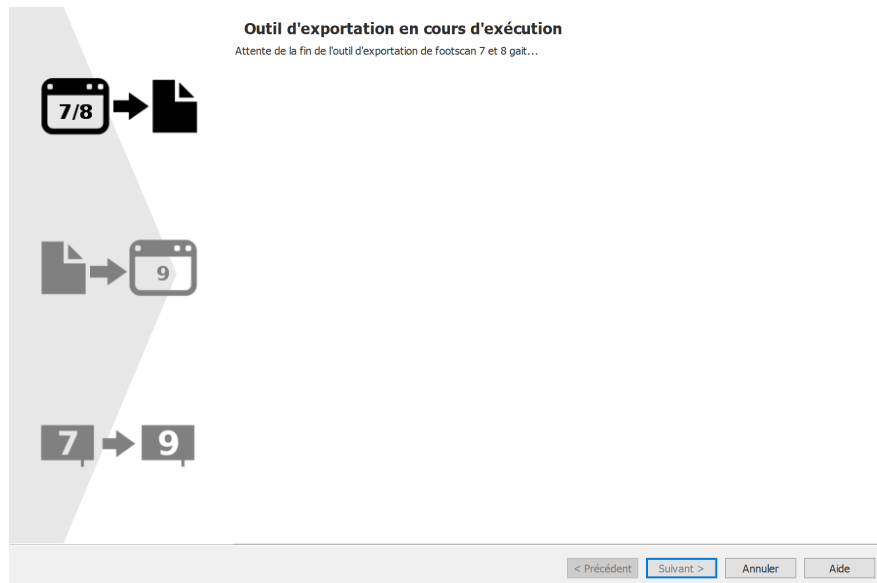 Outil d'exportation en cours d'exécution
Attente de la fin de l'outil d'exportation de footscan 7 et 8 gait...
7/8
9
7
9
< Précédent
Suivant >
Annuler
Aide